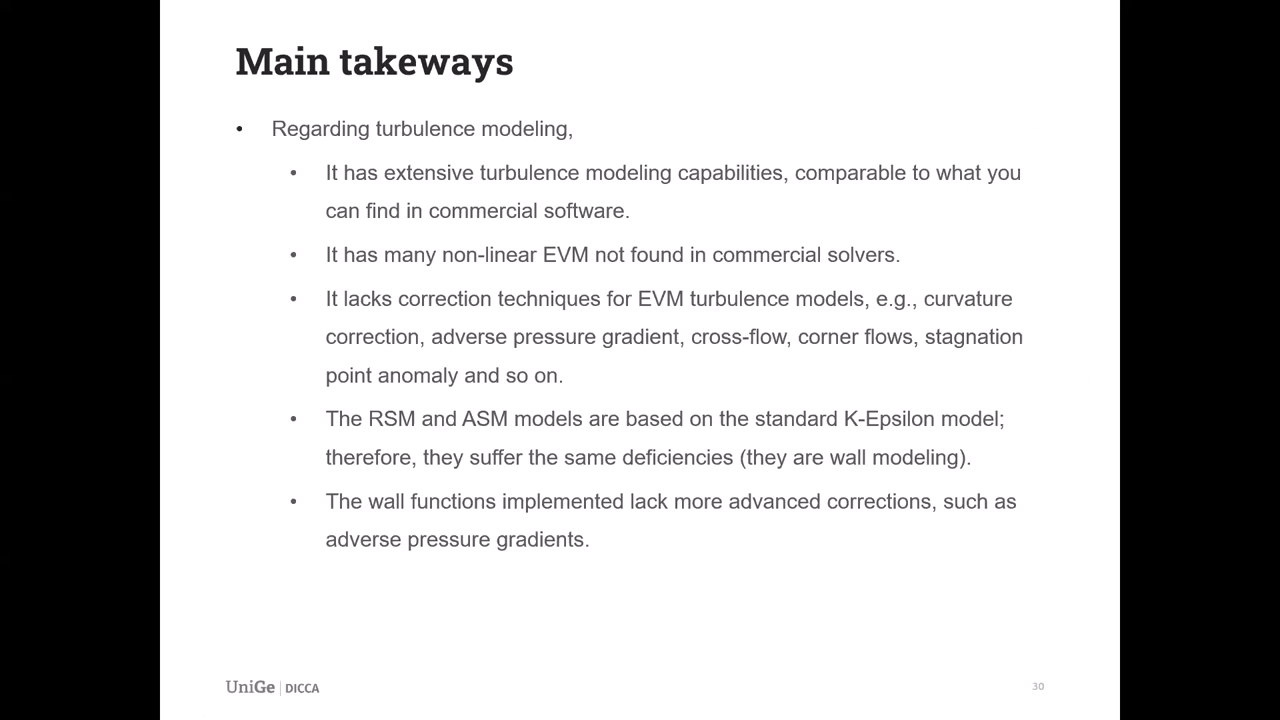 Main takeways
• Regarding turbulence modeling,
• It has extensive turbulence modeling capabilities, comparable to what you
can find in commercial software.
• It has many non-linear EVM not found in commercial solvers.
• It lacks correction techniques for EVM turbulence models, e.g., curvature
correction, adverse pressure gradient, cross-flow, corner flows, stagnation
point anomaly and so on.
• The RSM and ASM models are based on the standard K-Epsilon model;
therefore, they suffer the same deficiencies (they are wall modeling).
• The wall functions implemented lack more advanced corrections, such as
adverse pressure gradients.
UniGe | DICCA
30